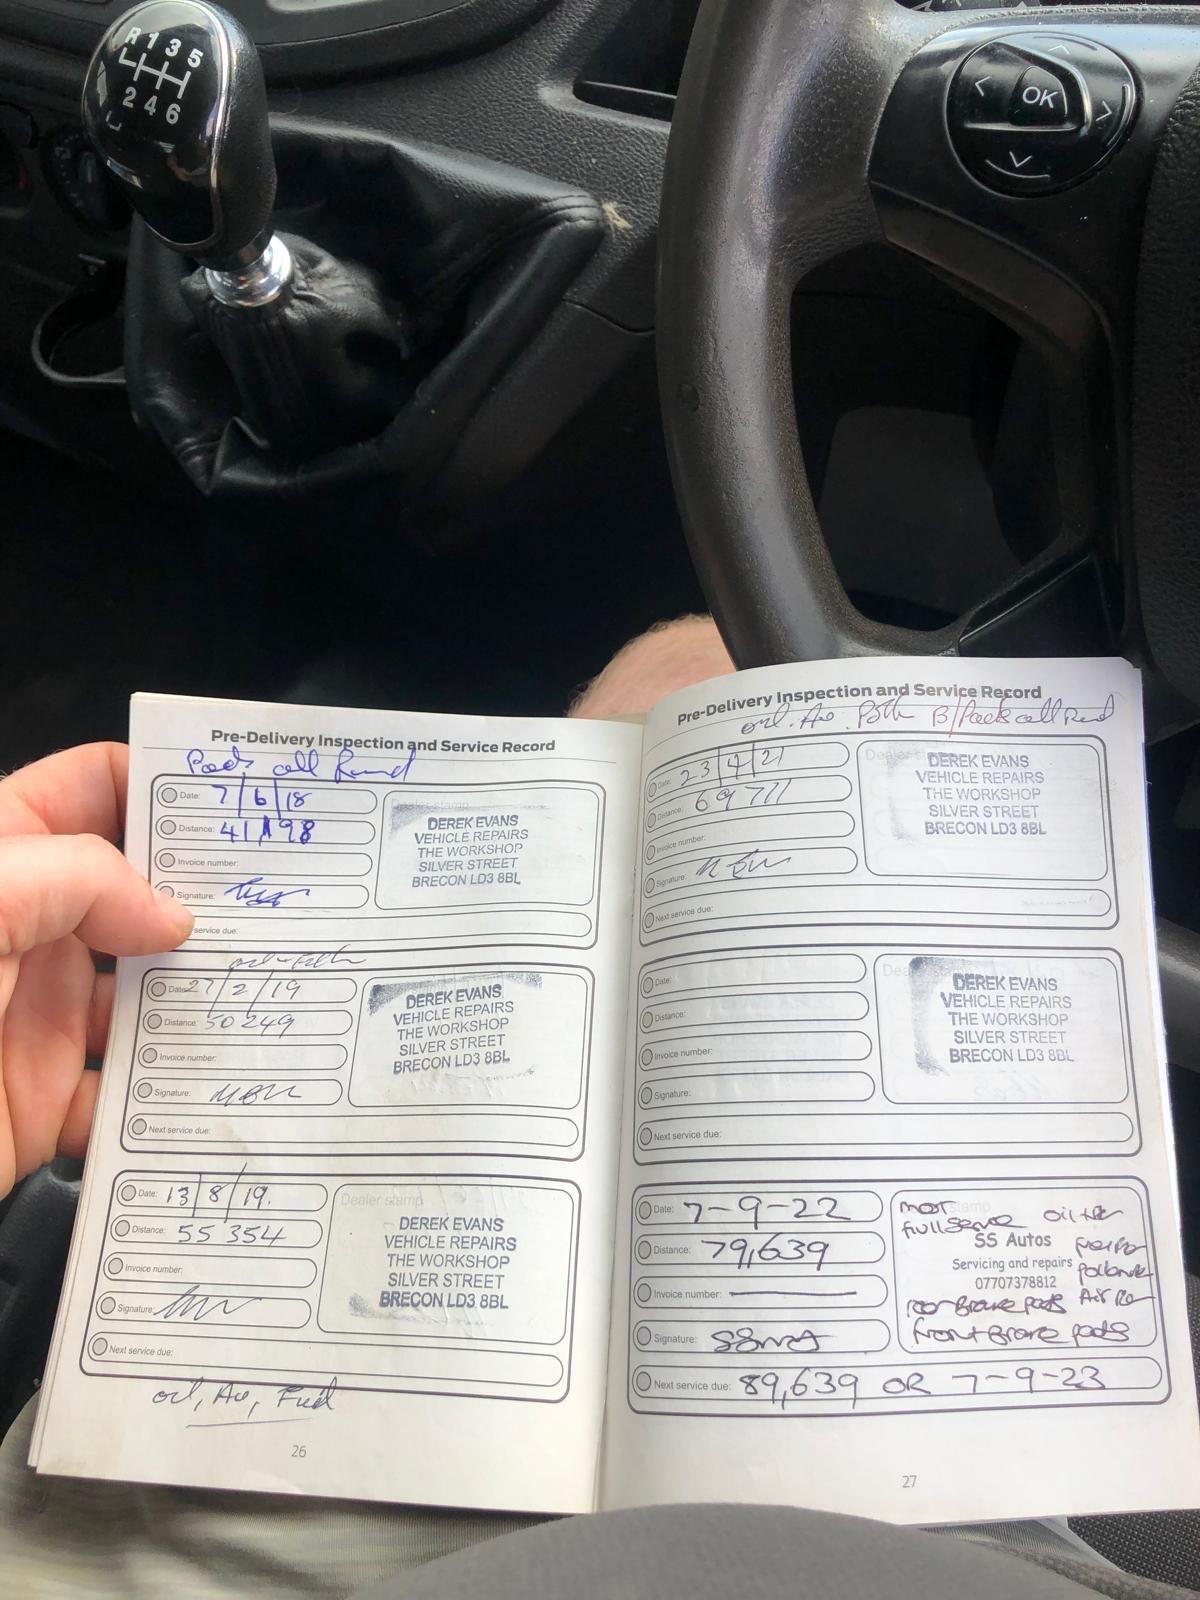 R 1 3 5
2 4 6
OK
Pre-Delivery Inspection and Service Record
Pads all Round
Date: 7/6/18
Distance: 41198
Invoice number:
Signature:
service due:
Dealer stamp
DEREK EVANS
VEHICLE REPAIRS
THE WORKSHOP
SILVER STREET
BRECON LD3 8BL
Date: 27/2/19
Distance: 50249
Invoice number:
Signature:
Next service due:
DEREK EVANS
VEHICLE REPAIRS
THE WORKSHOP
SILVER STREET
BRECON LD3 8BL
Date: 13/8/19.
Distance: 55354
Invoice number:
Signature:
Next service due:
Dealer stamp
DEREK EVANS
VEHICLE REPAIRS
THE WORKSHOP
SILVER STREET
BRECON LD3 8BL
oil,
26
Pre-Delivery Inspection and Service Record
B/Pads all Round
Date: 23/4/21
Distance: 69711
Invoice number:
Signature:
Next service due:
Dealer
DEREK EVANS
VEHICLE REPAIRS
THE WORKSHOP
SILVER STREET
BRECON LD3 8BL
Date:
Distance:
Invoice number:
Signature:
Next service due:
DEREK EVANS
VEHICLE REPAIRS
THE WORKSHOP
SILVER STREET
BRECON LD3 8BL
Date: 7-9-22
Distance: 79,639
Invoice number:
Signature:
Next service due: 89,639 OR 7-9-23
stamp
SS Autos
Servicing and repairs
07707378812
front Brake pads
27